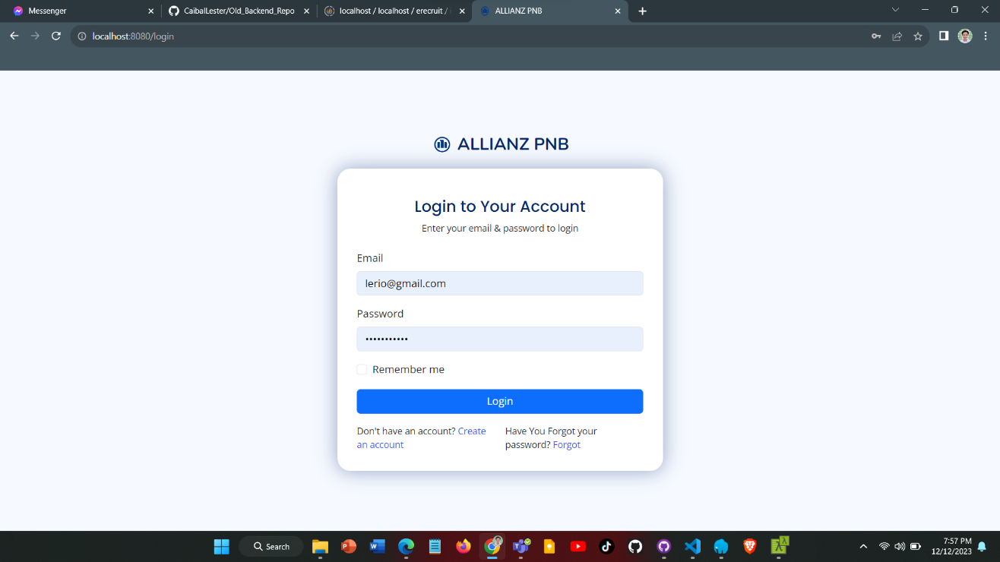 Messenger
CaibalLester/Old_Backend_Repo
localhost / localhost / erecruit /
ALLIANZ PNB
localhost:8080/login
ALLIANZ PNB
Login to Your Account
Enter your email & password to login
Email
lerio@gmail.com
Password
•••••••••••
Remember me
Login
Don't have an account? Create
an account
Have You Forgot your
password? Forgot
Search
7:57 PM
12/12/2023